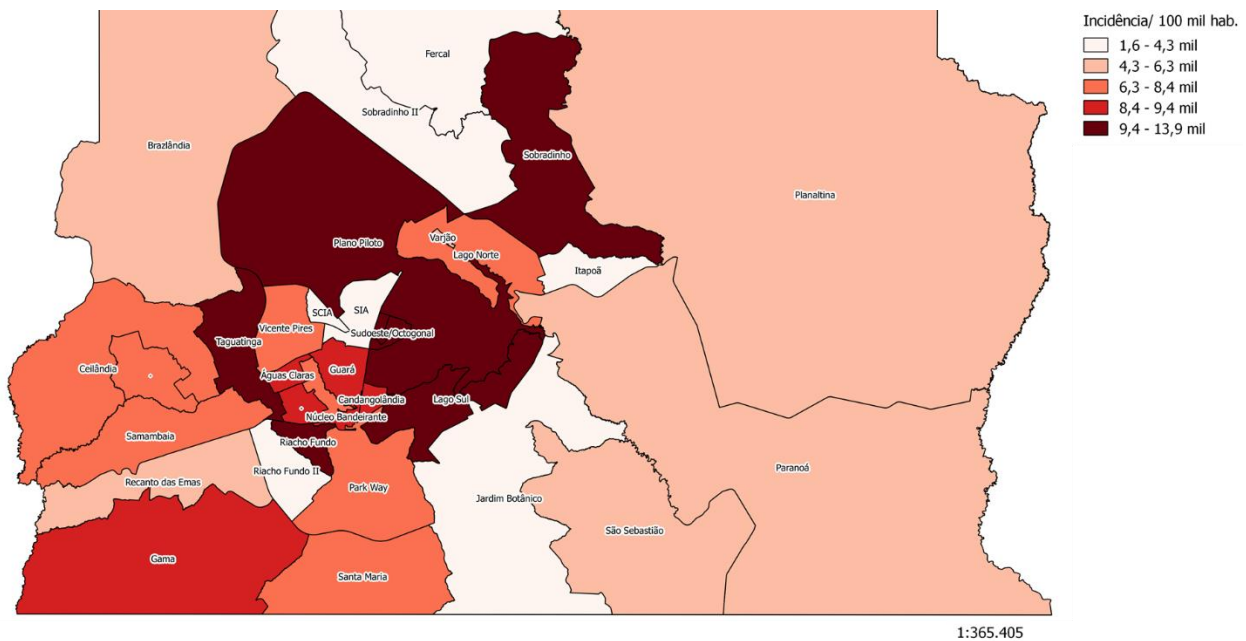 Incidência/ 100 mil hab.
1,6 - 4,3 mil
4,3 - 6,3 mil
6,3 - 8,4 mil
8,4 - 9,4 mil
9,4 - 13,9 mil
Fercal
Sobradinho II
Brazlândia
Sobradinho
Planaltina
Varjão
Plano Piloto
Lago Norte
Itapoã
SCIA
SIA
Vicente Pires
Sudoeste/Octogonal
Taguatinga
Ceilândia
Águas Claras
Guará
Candangolândia
Lago Sul
Núcleo Bandeirante
Samambaia
Riacho Fundo
Riacho Fundo II
Paranoá
Recanto das Emas
Park Way
Jardim Botânico
São Sebastião
Gama
Santa Maria
1:365.405